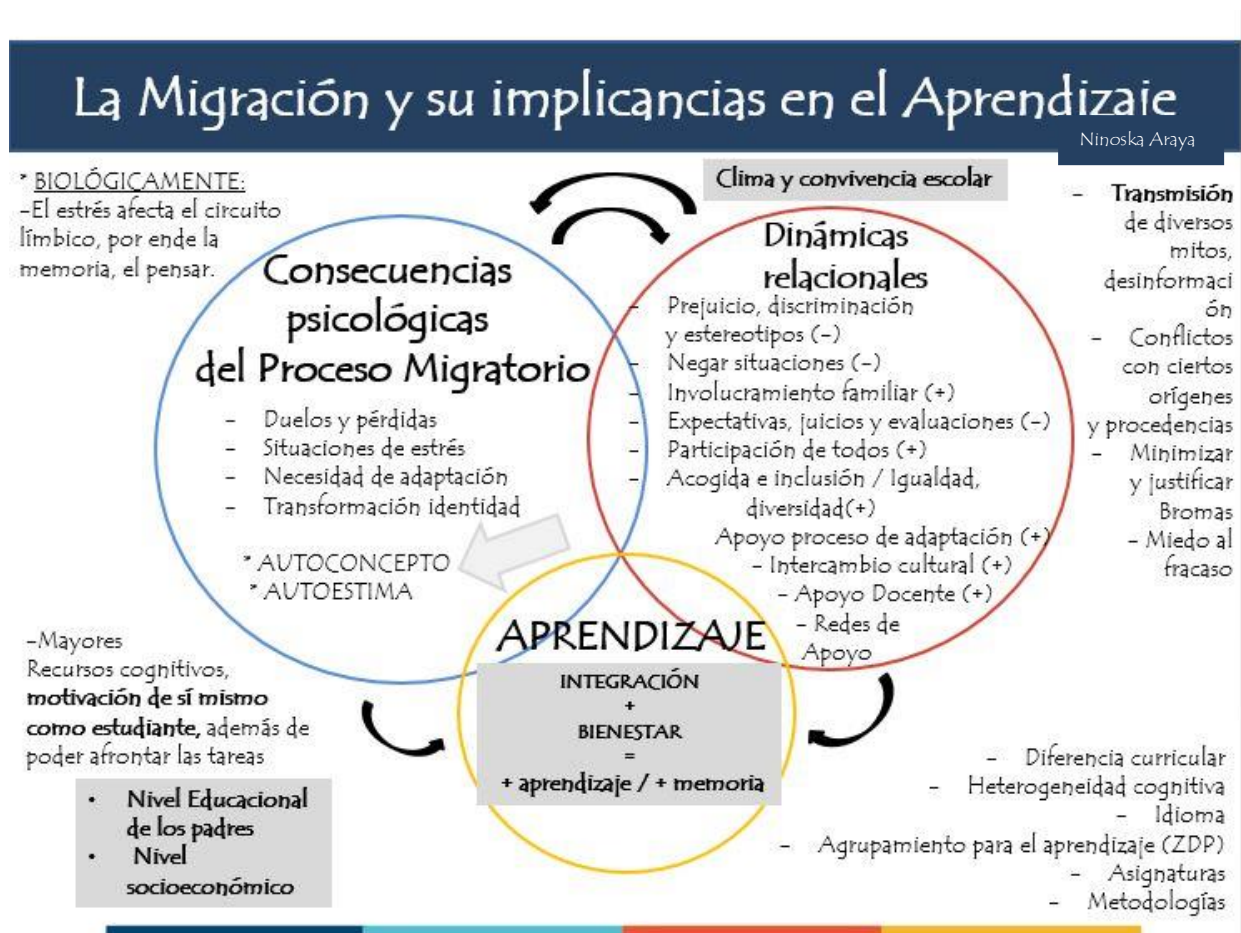 La Migración y su implicancias en el Aprendizaje
Ninoska Araya
* BIOLÓGICAMENTE:
-El estrés afecta el circuito
límbico, por ende la
memoria, el pensar.
Clima y convivencia escolar
Consecuencias
psicológicas
del Proceso Migratorio
- Duelos y pérdidas
- Situaciones de estrés
- Necesidad de adaptación
- Transformación identidad
* AUTOCONCEPTO
* AUTOESTIMA
Dinámicas
relacionales
- Prejuicio, discriminación
y estereotipos (-)
- Negar situaciones (-)
- Involucramiento familiar (+)
- Expectativas, juicios y evaluaciones (-)
- Participación de todos (+)
- Acogida e inclusión / Igualdad,
diversidad(+)
Apoyo proceso de adaptación (+)
- Intercambio cultural (+)
- Apoyo Docente (+)
- Redes de
Apoyo
- Transmisión
de diversos
mitos,
desinformaci
ón
- Conflictos
con ciertos
orígenes
y procedencias
- Minimizar
y justificar
Bromas
- Miedo al
fracaso
-Mayores
Recursos cognitivos,
motivación de sí mismo
como estudiante, además de
poder afrontar las tareas
• Nivel Educacional
de los padres
• Nivel
socioeconómico
APRENDIZAJE
INTEGRACIÓN
+
BIENESTAR
=
+ aprendizaje / + memoria
- Diferencia curricular
- Heterogeneidad cognitiva
- Idioma
- Agrupamiento para el aprendizaje (ZDP)
- Asignaturas
- Metodologías